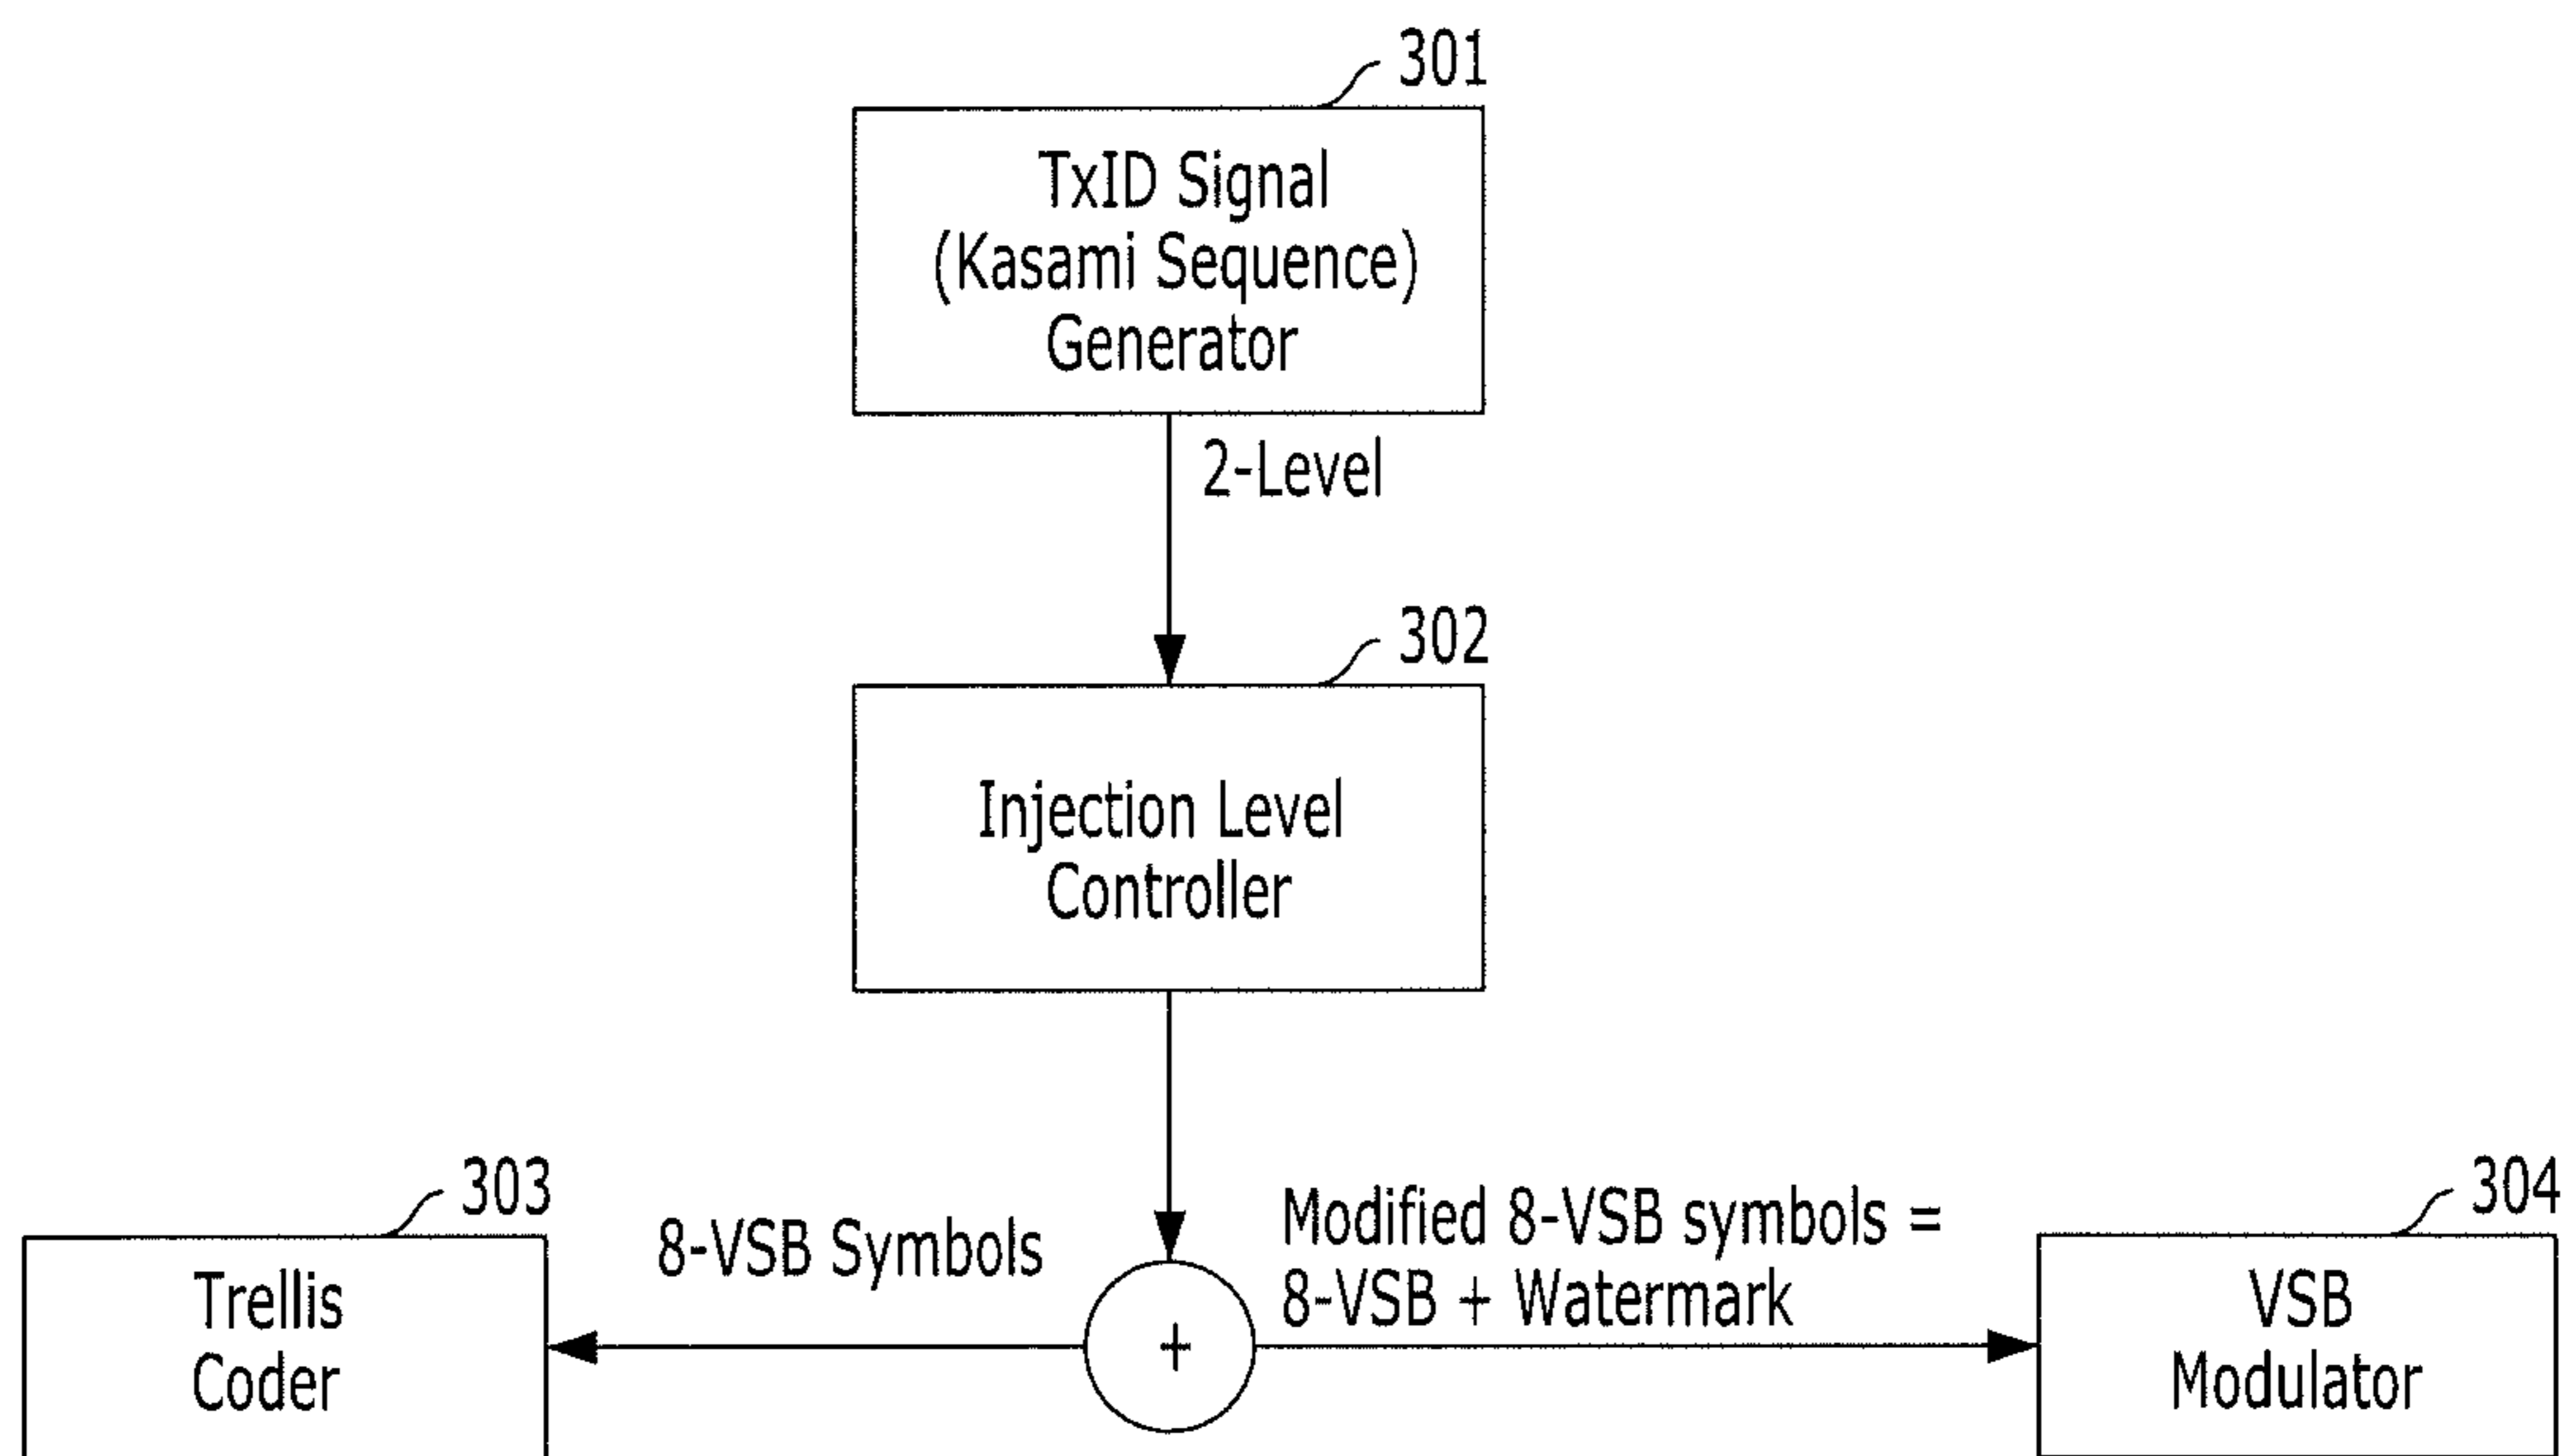 301
TxID Signal
(Kasami Sequence)
Generator
2-Level
302
Injection Level
Controller
303
8-VSB Symbols
Modified 8-VSB symbols =
8-VSB + Watermark
304
Trellis
Coder
+
VSB
Modulator